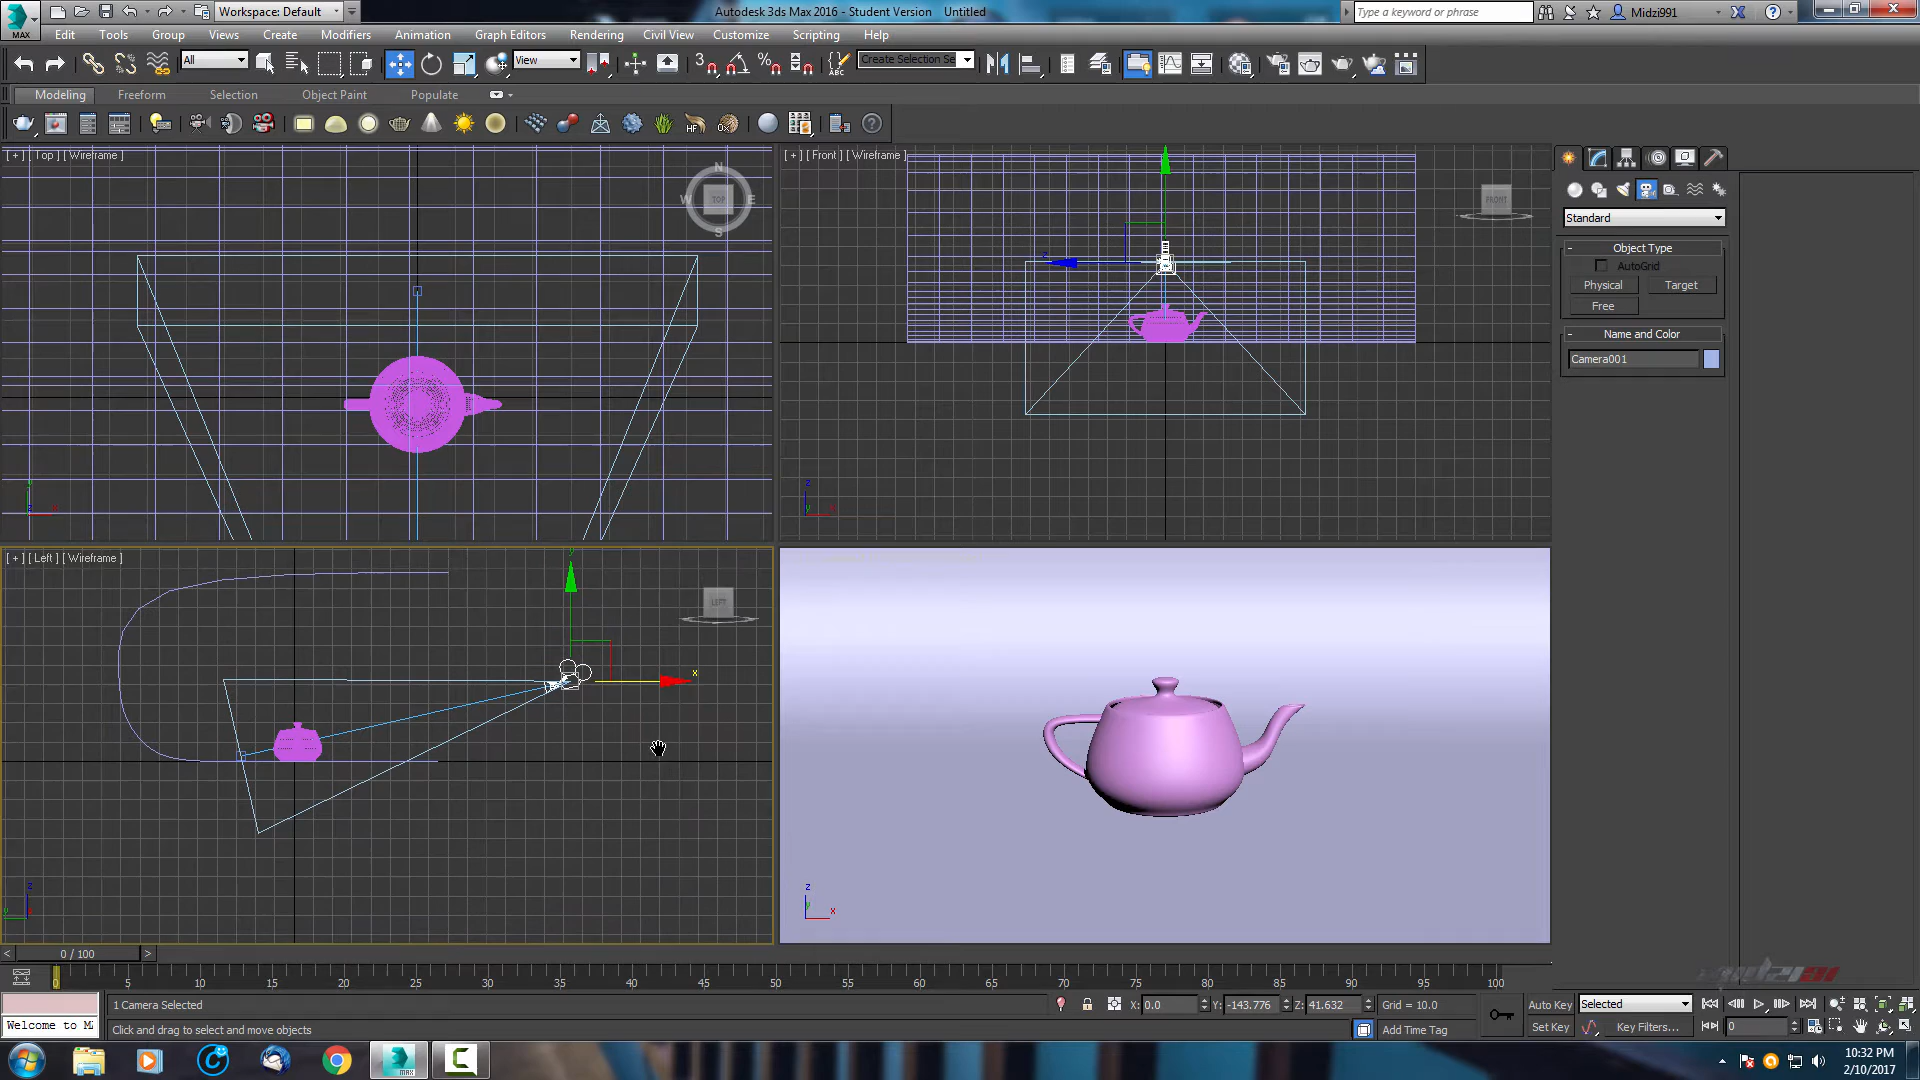 Workspace: Default
Autodesk 3ds Max 2016 - Student Version Untitled
Type a keyword or phrase
Midzi991
MAX
Edit Tools Group Views Create Modifiers Animation Graph Editors Rendering Civil View Customize Scripting Help
All
View
Create Selection Se
Modeling Freeform Selection Object Paint Populate
[ + ] [ Top ] [ Wireframe ]
N
W TOP E
S
[ + ] [ Front ] [ Wireframe ]
FRONT
Standard
Object Type
AutoGrid
Physical Target
Free
Name and Color
Camera001
[ + ] [ Left ] [ Wireframe ]
LEFT
0 / 100
0 5 10 15 20 25 30 35 40 45 50 55 60 65 70 75 80 85 90 95 100
1 Camera Selected
X: 0.0 Y: -143.776 Z: 41.632 Grid = 10.0
Auto Key Selected
Welcome to M
Click and drag to select and move objects
Add Time Tag
Set Key Key Filters...
0
10:32 PM
2/10/2017